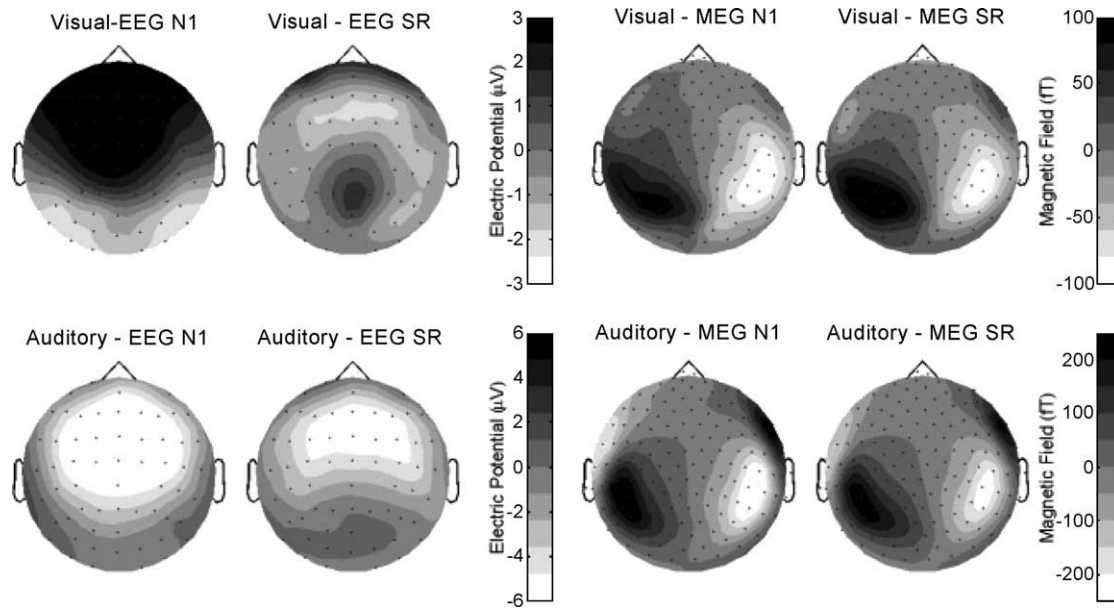 Visual-EEG N1
Visual - EEG SR
3
2
1
0
-1
-2
-3
Electric Potential (μV)
Visual - MEG N1
Visual - MEG SR
100
50
0
-50
-100
Magnetic Field (fT)
Auditory - EEG N1
Auditory - EEG SR
6
4
2
0
-2
-4
-6
Electric Potential (μV)
Auditory - MEG N1
Auditory - MEG SR
200
100
0
-100
-200
Magnetic Field (fT)